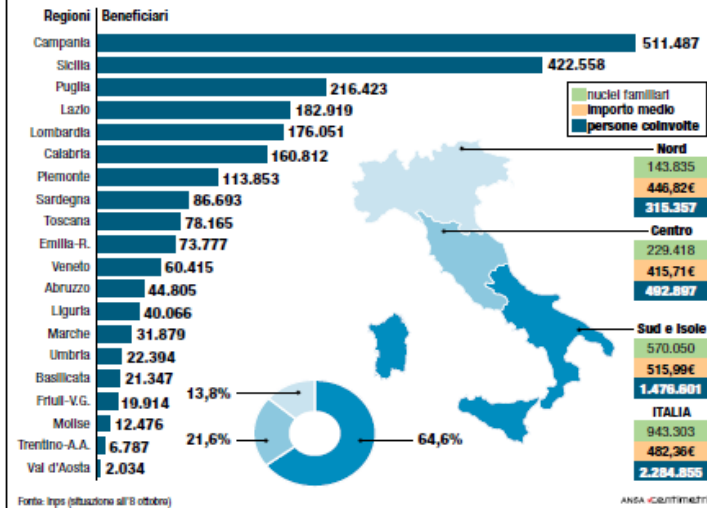 Regioni Beneficiari
Campania 511.487
Sicilia 422.558
Puglia 216.423
Lazio 182.919
Lombardia 176.051
Calabria 160.812
Piemonte 113.853
Sardegna 86.693
Toscana 78.165
Emilia-R. 73.777
Veneto 60.415
Abruzzo 44.805
Liguria 40.066
Marche 31.879
Umbria 22.394
Basilicata 21.347
Friuli-V.G. 19.914
Molise 12.476
Trentino-A.A. 6.787
Val d'Aosta 2.034
nuclei familiari
importo medio
persone coinvolte
Nord
143.835
446,82€
315.357
Centro
229.418
415,71€
492.897
Sud e Isole
570.050
515,99€
1.476.601
ITALIA
943.303
482,36€
2.284.855
13,8%
21,6%
64,6%
Fonte: Inps (situazione all'8 ottobre)
ANSA centimetri